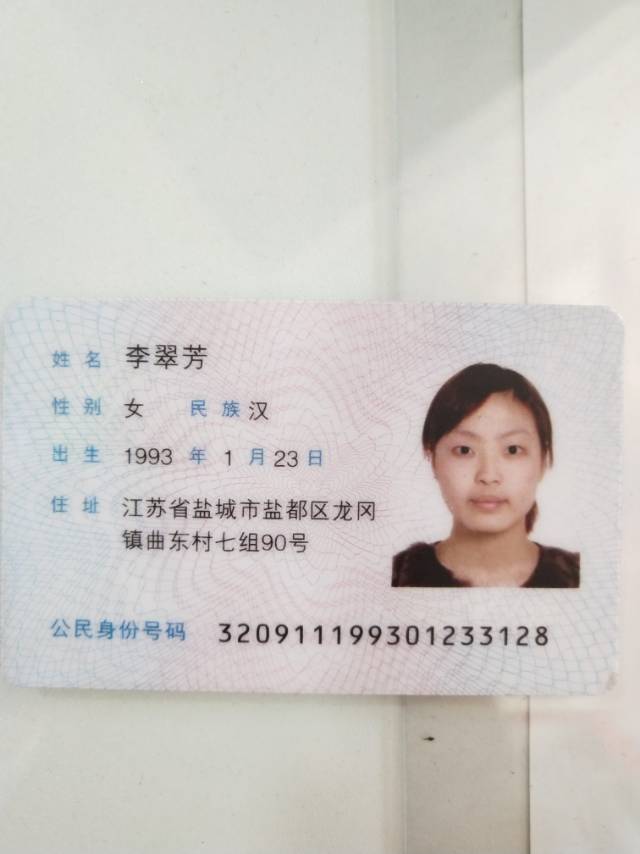 姓名 李翠芳
性别 女 民族 汉
出生 1993 年 1 月 23 日
住址 江苏省盐城市盐都区龙冈
镇曲东村七组90号
公民身份号码 320911199301233128